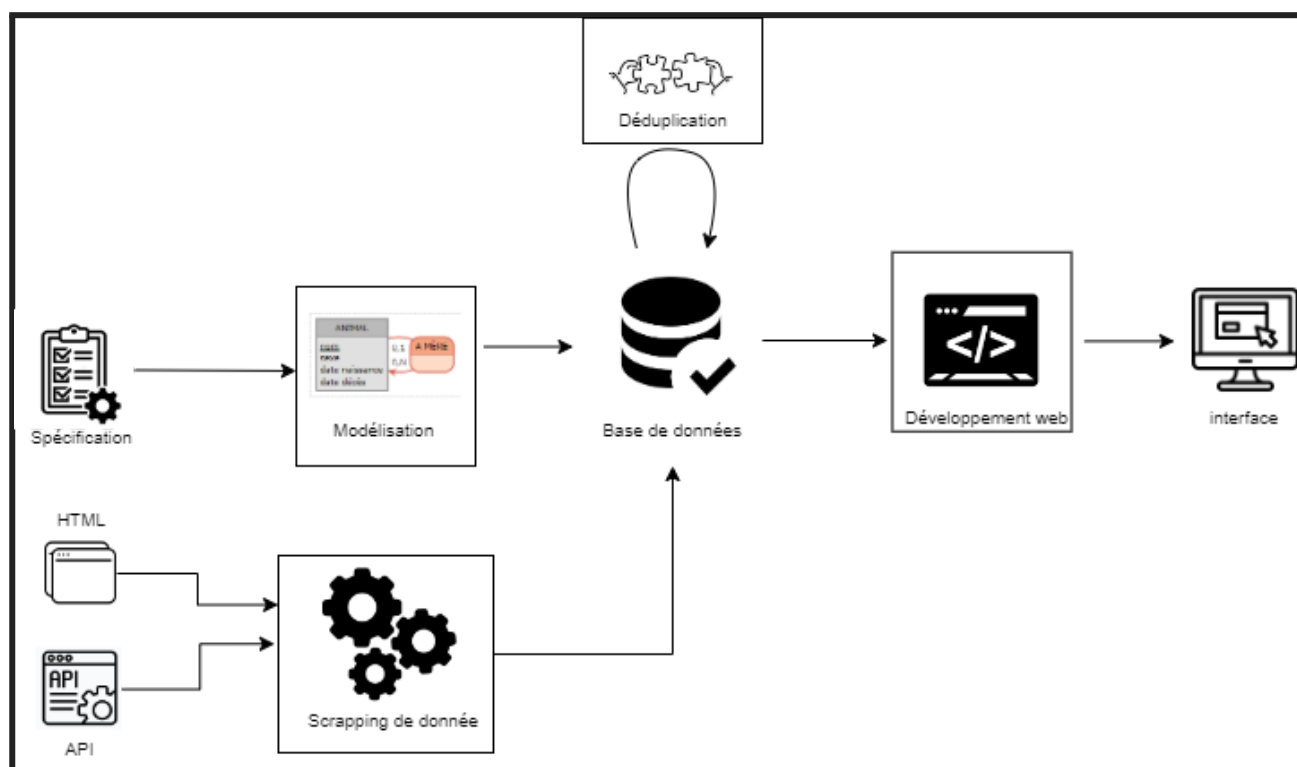 Déduplication
ANIMAL
A MÈRE
0,1
0,N
date naissance
date décès
Spécification
Modélisation
Base de données
</>
Développement web
interface
HTML
API
API
Scrapping de donnée